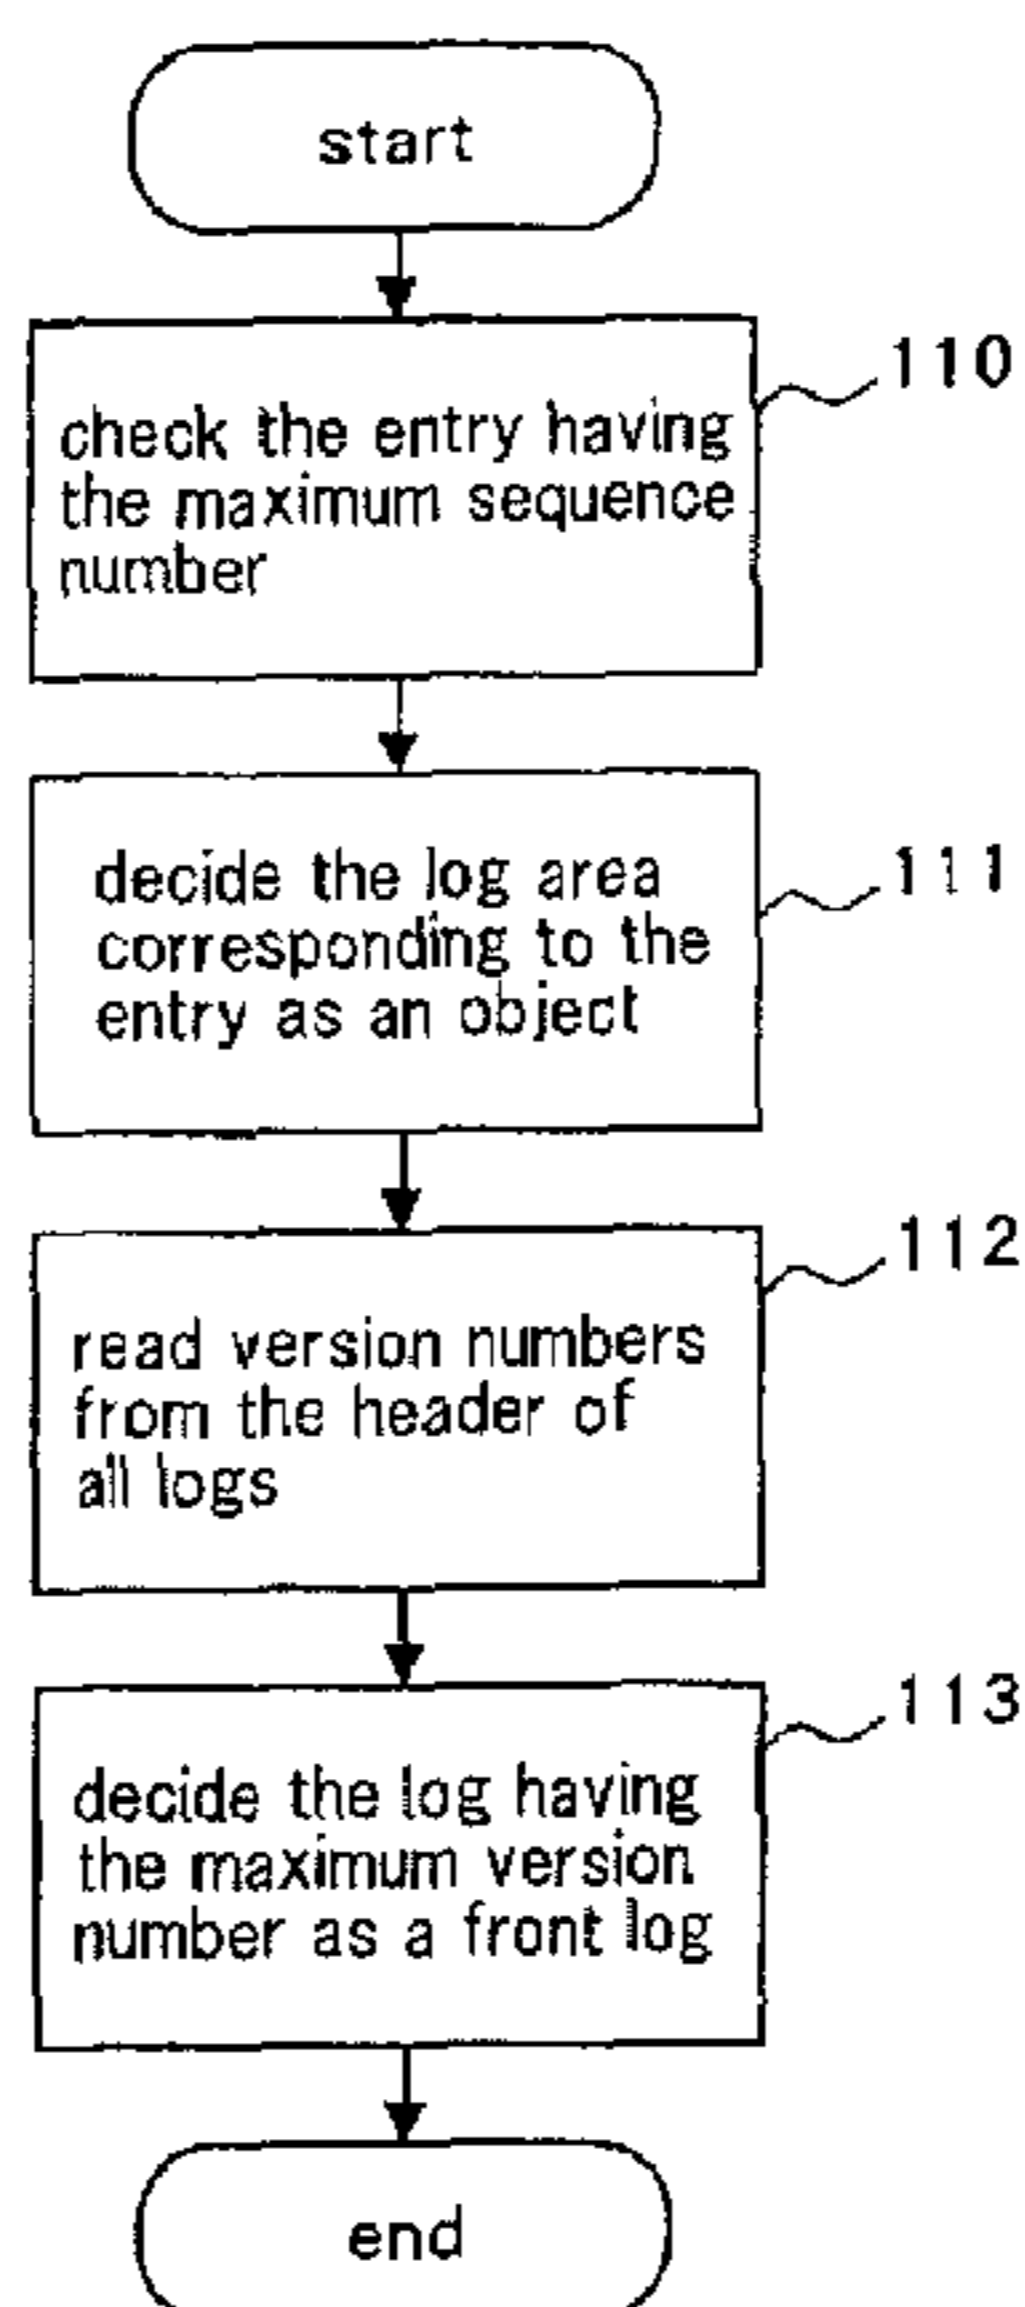 start
110
check the entry having
the maximum sequence
number
111
decide the log area
corresponding to the
entry as an object
112
read version numbers
from the header of
all logs
113
decide the log having
the maximum version
number as a front log
end